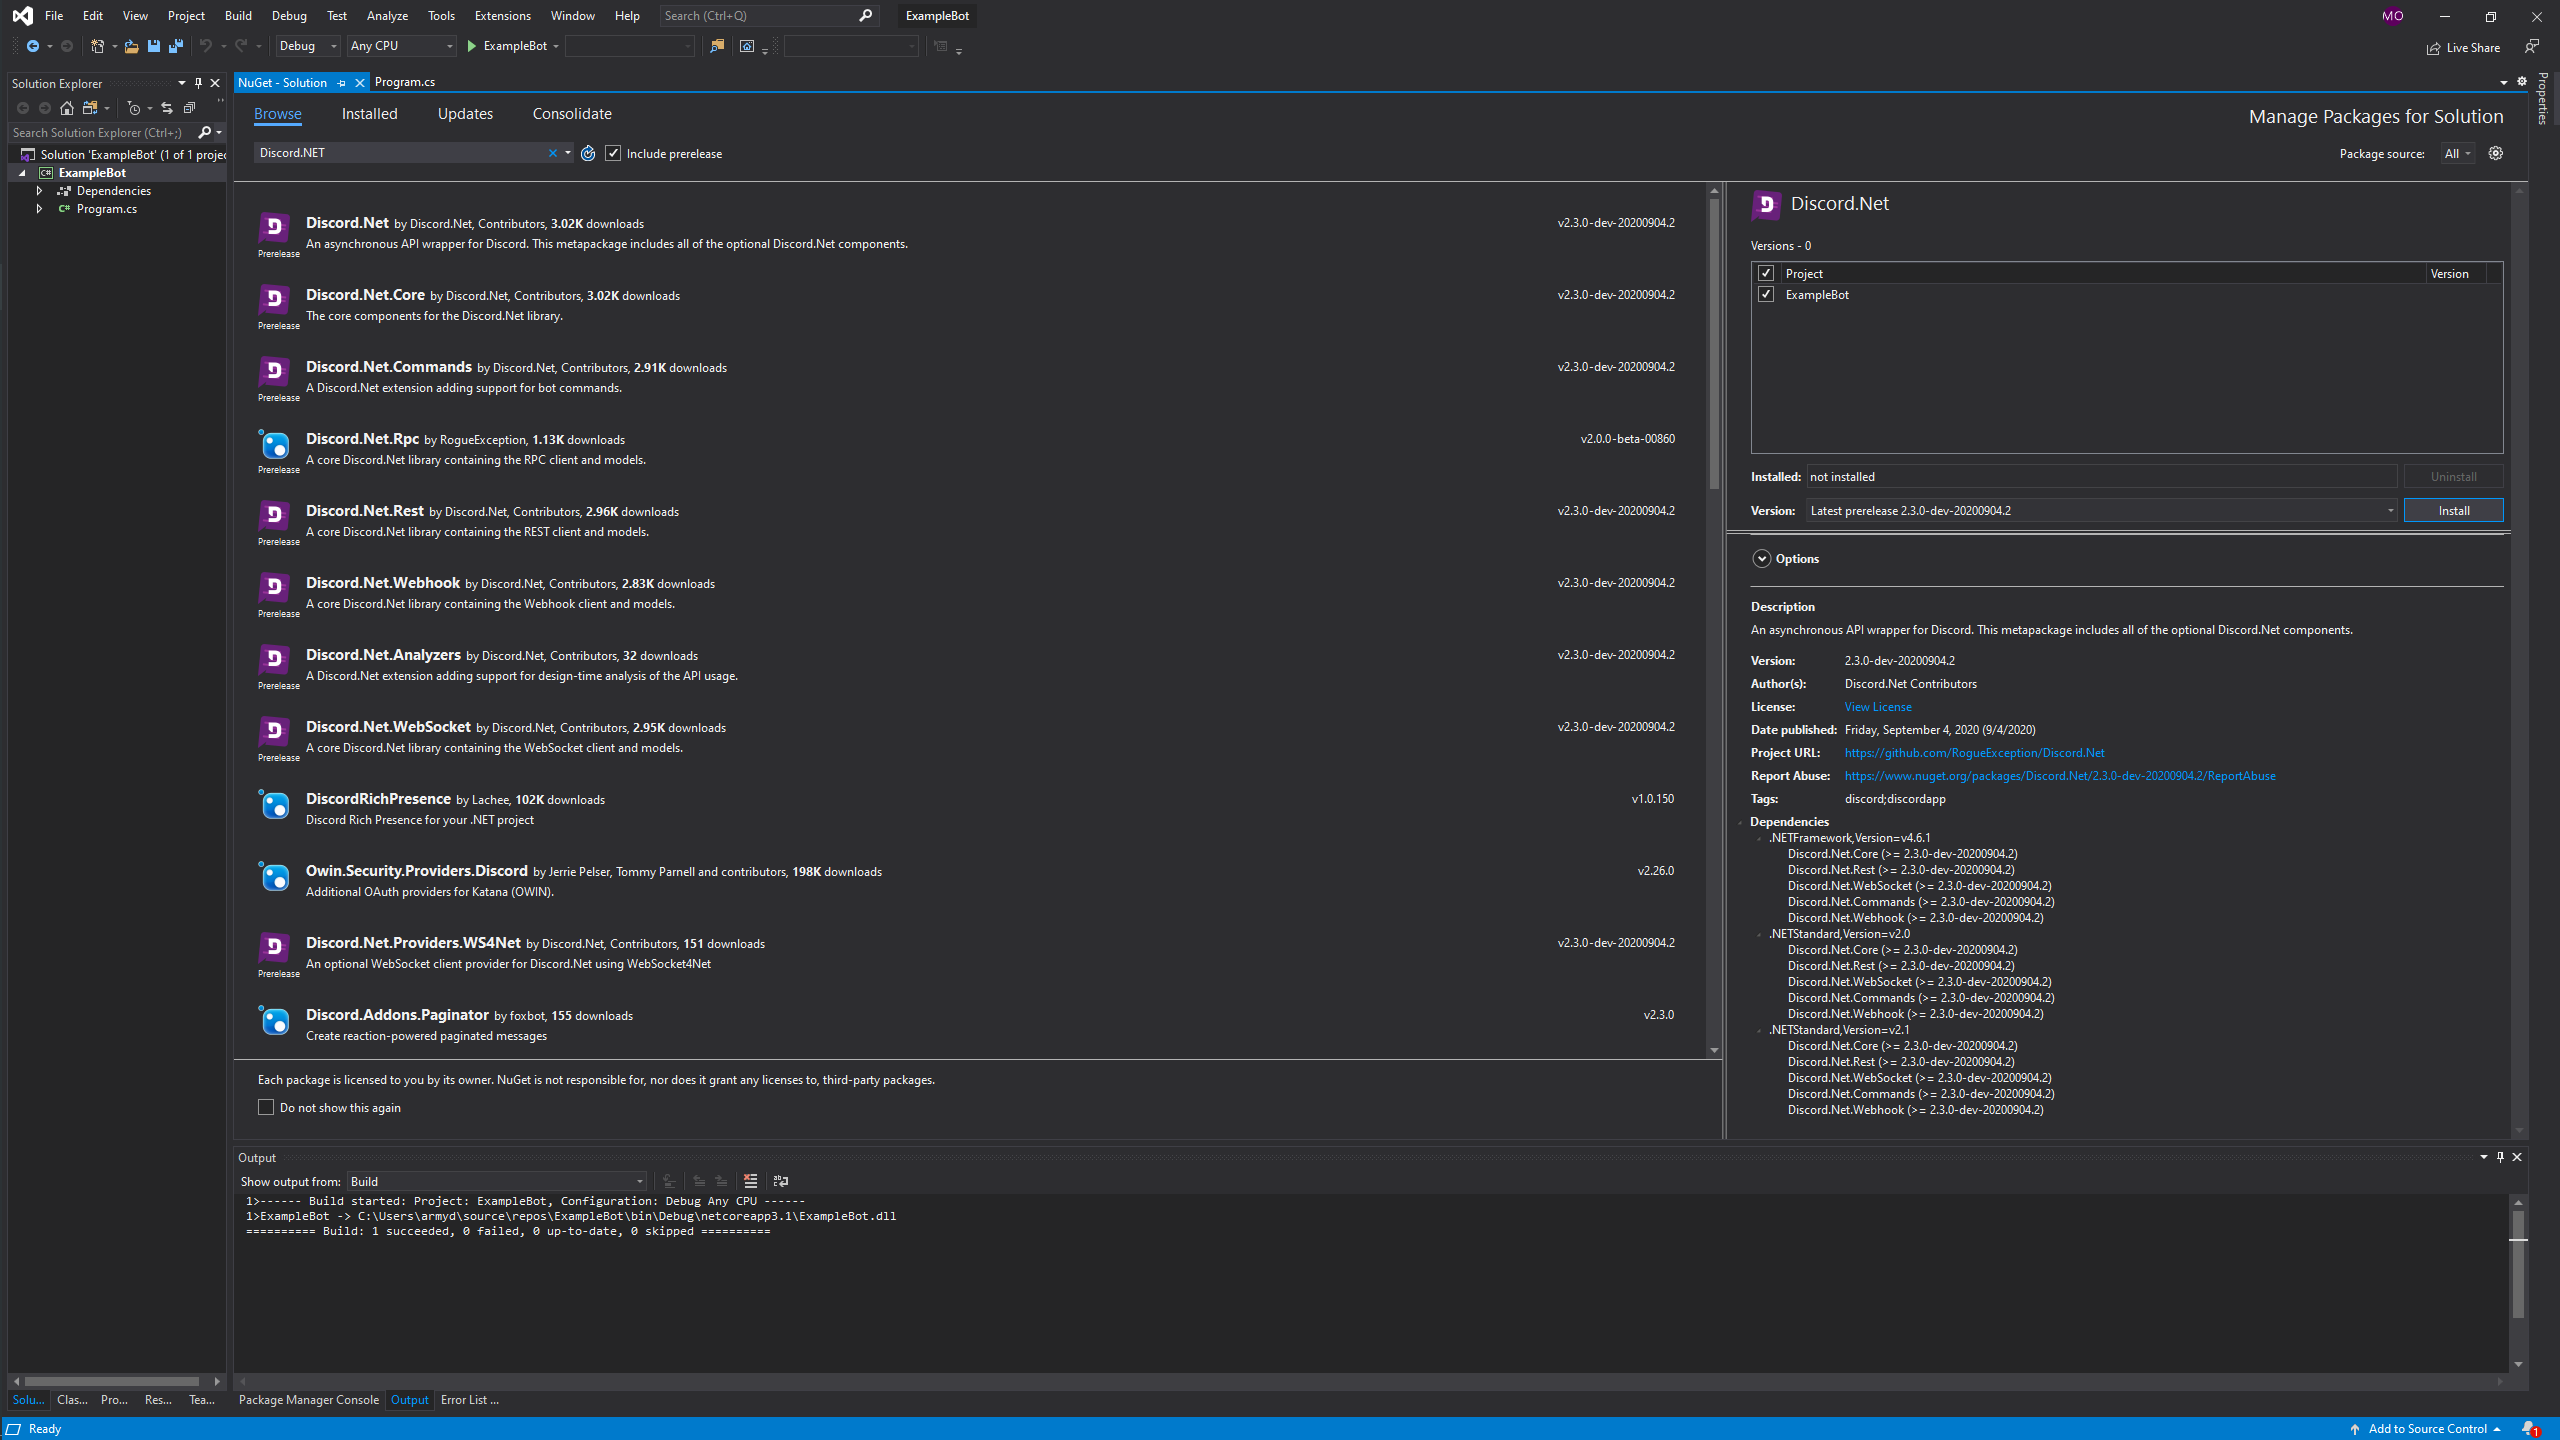 File Edit View Project Build Debug Test Analyze Tools Extensions Window Help Search (Ctrl+Q) ExampleBot MO
Debug Any CPU ExampleBot Live Share
Solution Explorer
Search Solution Explorer (Ctrl+;)
Solution 'ExampleBot' (1 of 1 projec
ExampleBot
Dependencies
Program.cs
NuGet - Solution Program.cs
Properties
Browse Installed Updates Consolidate
Manage Packages for Solution
Discord.NET Include prerelease
Package source: All
Discord.Net by Discord.Net, Contributors, 3.02K downloads v2.3.0-dev-20200904.2
An asynchronous API wrapper for Discord. This metapackage includes all of the optional Discord.Net components.
Prerelease
Discord.Net.Core by Discord.Net, Contributors, 3.02K downloads v2.3.0-dev-20200904.2
The core components for the Discord.Net library.
Prerelease
Discord.Net.Commands by Discord.Net, Contributors, 2.91K downloads v2.3.0-dev-20200904.2
A Discord.Net extension adding support for bot commands.
Prerelease
Discord.Net.Rpc by RogueException, 1.13K downloads v2.0.0-beta-00860
A core Discord.Net library containing the RPC client and models.
Prerelease
Discord.Net.Rest by Discord.Net, Contributors, 2.96K downloads v2.3.0-dev-20200904.2
A core Discord.Net library containing the REST client and models.
Prerelease
Discord.Net.Webhook by Discord.Net, Contributors, 2.83K downloads v2.3.0-dev-20200904.2
A core Discord.Net library containing the Webhook client and models.
Prerelease
Discord.Net.Analyzers by Discord.Net, Contributors, 32 downloads v2.3.0-dev-20200904.2
A Discord.Net extension adding support for design-time analysis of the API usage.
Prerelease
Discord.Net.WebSocket by Discord.Net, Contributors, 2.95K downloads v2.3.0-dev-20200904.2
A core Discord.Net library containing the WebSocket client and models.
Prerelease
DiscordRichPresence by Lachee, 102K downloads v1.0.150
Discord Rich Presence for your .NET project
Owin.Security.Providers.Discord by Jerrie Pelser, Tommy Parnell and contributors, 198K downloads v2.26.0
Additional OAuth providers for Katana (OWIN).
Discord.Net.Providers.WS4Net by Discord.Net, Contributors, 151 downloads v2.3.0-dev-20200904.2
An optional WebSocket client provider for Discord.Net using WebSocket4Net
Prerelease
Discord.Addons.Paginator by foxbot, 155 downloads v2.3.0
Create reaction-powered paginated messages
Each package is licensed to you by its owner. NuGet is not responsible for, nor does it grant any licenses to, third-party packages.
Do not show this again
Discord.Net
Versions - 0
Project Version
ExampleBot
Installed: not installed Uninstall
Version: Latest prerelease 2.3.0-dev-20200904.2 Install
Options
Description
An asynchronous API wrapper for Discord. This metapackage includes all of the optional Discord.Net components.
Version: 2.3.0-dev-20200904.2
Author(s): Discord.Net Contributors
License: View License
Date published: Friday, September 4, 2020 (9/4/2020)
Project URL: https://github.com/RogueException/Discord.Net
Report Abuse: https://www.nuget.org/packages/Discord.Net/2.3.0-dev-20200904.2/ReportAbuse
Tags: discord;discordapp
Dependencies
.NETFramework,Version=v4.6.1
Discord.Net.Core (>= 2.3.0-dev-20200904.2)
Discord.Net.Rest (>= 2.3.0-dev-20200904.2)
Discord.Net.WebSocket (>= 2.3.0-dev-20200904.2)
Discord.Net.Commands (>= 2.3.0-dev-20200904.2)
Discord.Net.Webhook (>= 2.3.0-dev-20200904.2)
.NETStandard,Version=v2.0
Discord.Net.Core (>= 2.3.0-dev-20200904.2)
Discord.Net.Rest (>= 2.3.0-dev-20200904.2)
Discord.Net.WebSocket (>= 2.3.0-dev-20200904.2)
Discord.Net.Commands (>= 2.3.0-dev-20200904.2)
Discord.Net.Webhook (>= 2.3.0-dev-20200904.2)
.NETStandard,Version=v2.1
Discord.Net.Core (>= 2.3.0-dev-20200904.2)
Discord.Net.Rest (>= 2.3.0-dev-20200904.2)
Discord.Net.WebSocket (>= 2.3.0-dev-20200904.2)
Discord.Net.Commands (>= 2.3.0-dev-20200904.2)
Discord.Net.Webhook (>= 2.3.0-dev-20200904.2)
Output
Show output from: Build
1>------ Build started: Project: ExampleBot, Configuration: Debug Any CPU ------
1>ExampleBot -> C:\Users\armyd\source\repos\ExampleBot\bin\Debug\netcoreapp3.1\ExampleBot.dll
========== Build: 1 succeeded, 0 failed, 0 up-to-date, 0 skipped ==========
Solu... Clas... Pro... Res... Tea... Package Manager Console Output Error List ...
Ready Add to Source Control 1